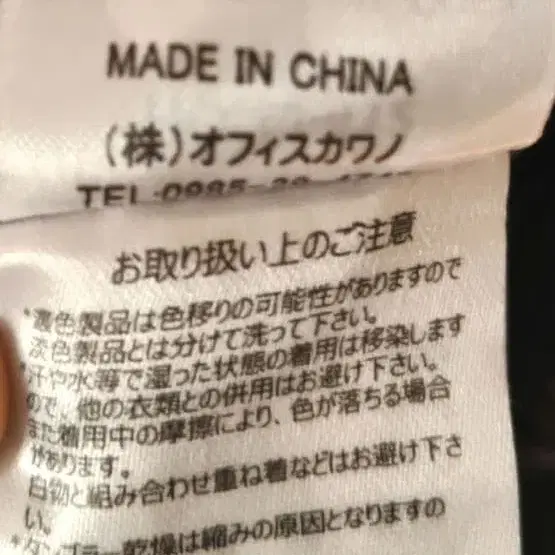 MADE IN CHINA
(株)オフィスカワノ
TEL:0985-
お取り扱い上のご注意
*濃色製品は色移りの可能性がありますので
淡色製品とは分けて洗って下さい。
*汗や水等で湿った状態の着用は移染します
ので、他の衣類との併用はお避け下さい。
また着用中の摩擦により、色が落ちる場合
があります。
白物と組み合わせ重ね着などはお避け下さ
い。
*タンブラー乾燥は縮みの原因となりますの